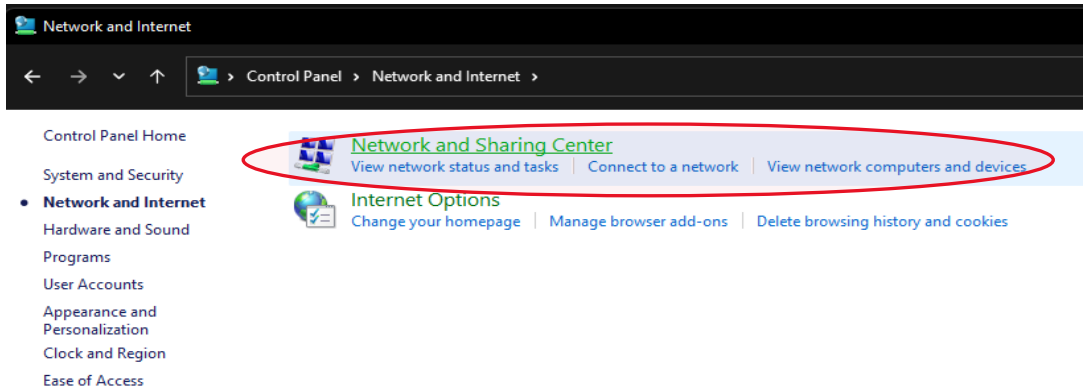 Network and Internet
Control Panel > Network and Internet >
Control Panel Home
System and Security
Network and Internet
Hardware and Sound
Programs
User Accounts
Appearance and
Personalization
Clock and Region
Ease of Access
Network and Sharing Center
View network status and tasks | Connect to a network | View network computers and devices
Internet Options
Change your homepage | Manage browser add-ons | Delete browsing history and cookies